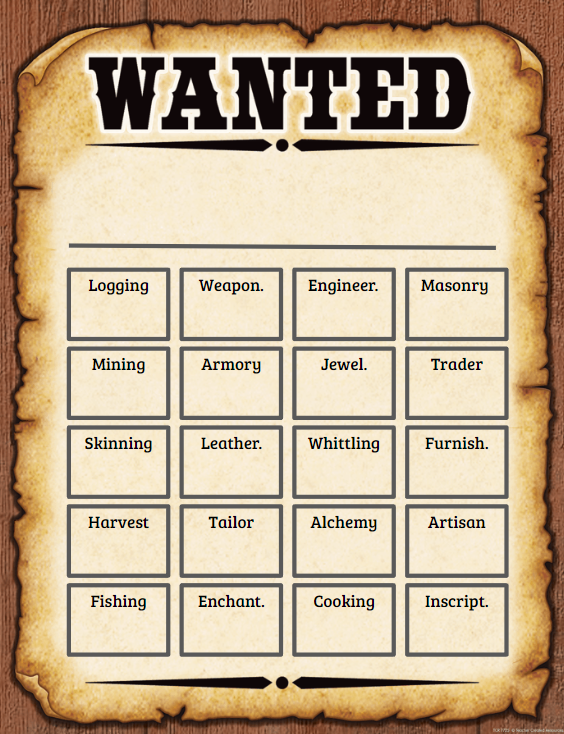 WANTED
Logging Weapon. Engineer. Masonry
Mining Armory Jewel. Trader
Skinning Leather. Whittling Furnish.
Harvest Tailor Alchemy Artisan
Fishing Enchant. Cooking Inscript.